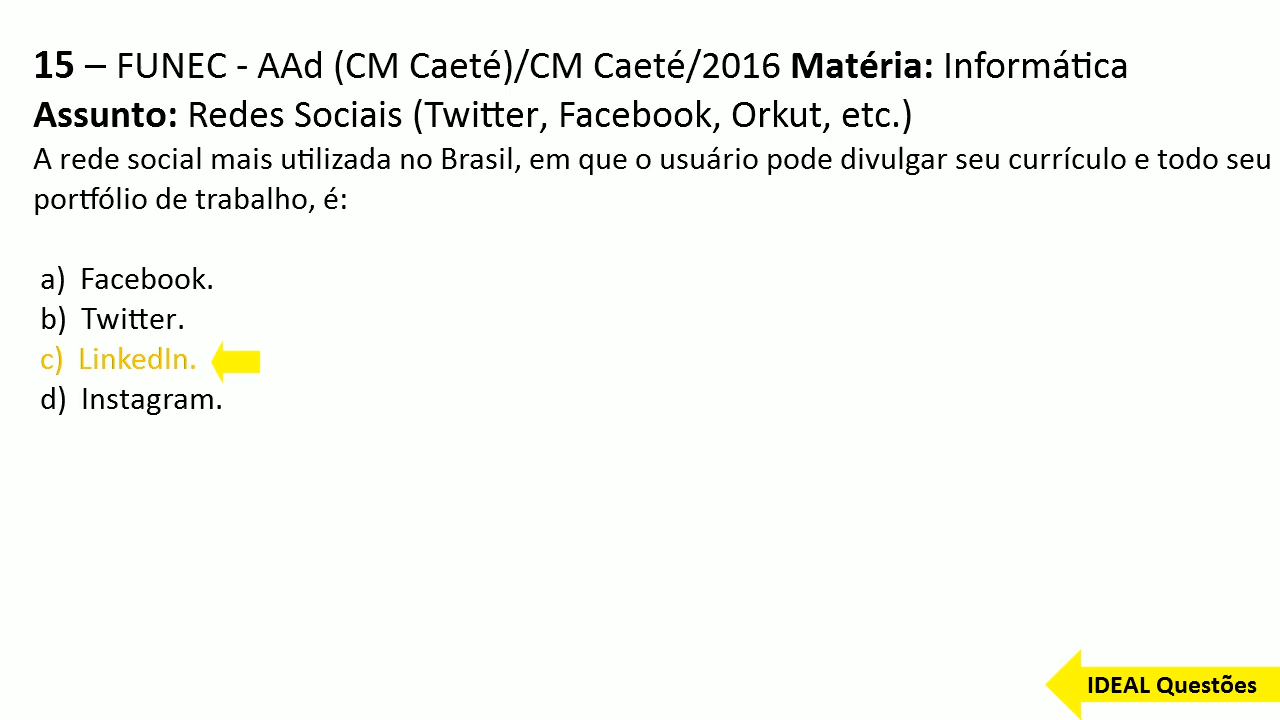 15 – FUNEC - AAd (CM Caeté)/CM Caeté/2016 Matéria: Informática
Assunto: Redes Sociais (Twitter, Facebook, Orkut, etc.)
A rede social mais utilizada no Brasil, em que o usuário pode divulgar seu currículo e todo seu
portfólio de trabalho, é:
a) Facebook.
b) Twitter.
c) LinkedIn.
d) Instagram.
IDEAL Questões